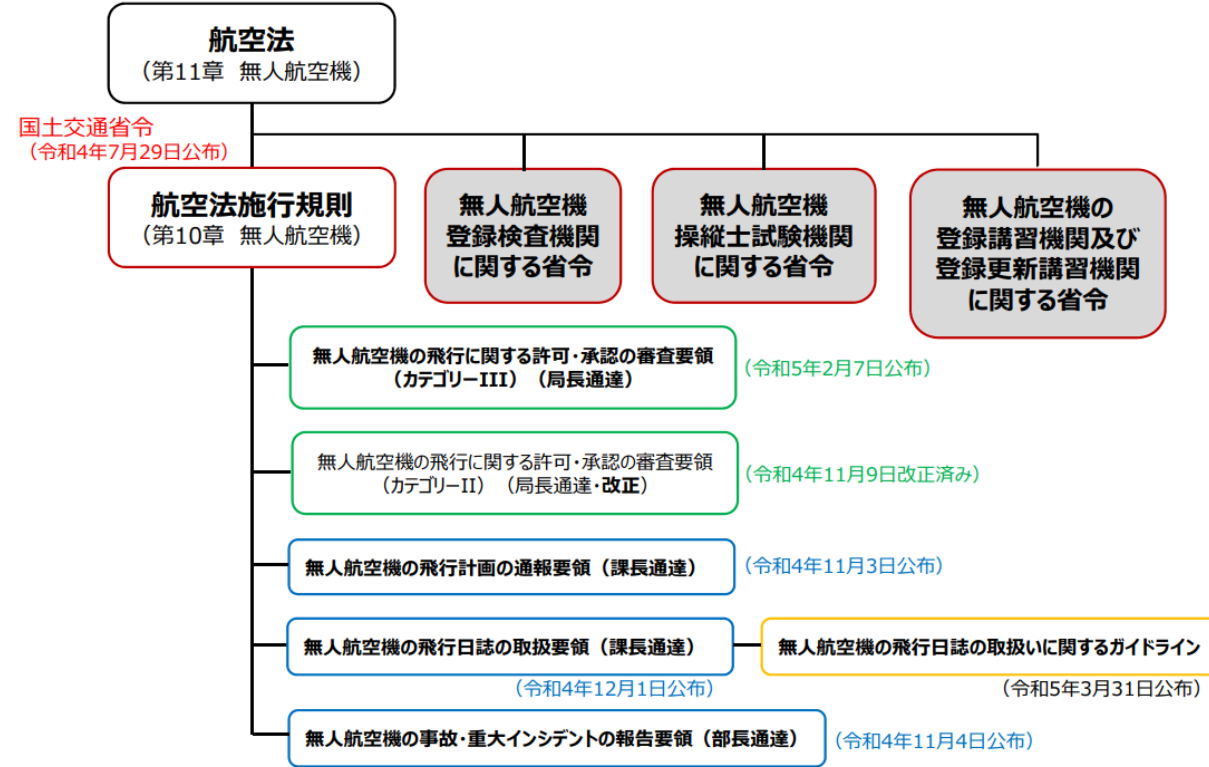 航空法
（第11章 無人航空機）
国土交通省令
（令和4年7月29日公布）
航空法施行規則
（第10章 無人航空機）
無人航空機
登録検査機関
に関する省令
無人航空機
操縦士試験機関
に関する省令
無人航空機の
登録講習機関及び
登録更新講習機関
に関する省令
無人航空機の飛行に関する許可・承認の審査要領
（カテゴリーIII）（局長通達）
（令和5年2月7日公布）
無人航空機の飛行に関する許可・承認の審査要領
（カテゴリーII）（局長通達・改正）
（令和4年11月9日改正済み）
無人航空機の飛行計画の通報要領（課長通達）
（令和4年11月3日公布）
無人航空機の飛行日誌の取扱要領（課長通達）
（令和4年12月1日公布）
無人航空機の飛行日誌の取扱いに関するガイドライン
（令和5年3月31日公布）
無人航空機の事故・重大インシデントの報告要領（部長通達）
（令和4年11月4日公布）